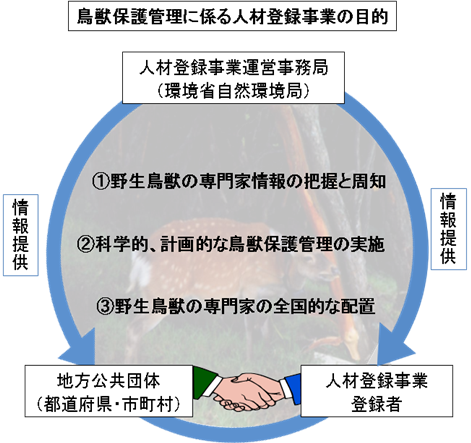 鳥獣保護管理に係る人材登録事業の目的
人材登録事業運営事務局
（環境省自然環境局）
①野生鳥獣の専門家情報の把握と周知
情報提供
情報提供
②科学的、計画的な鳥獣保護管理の実施
③野生鳥獣の専門家の全国的な配置
地方公共団体
（都道府県・市町村）
人材登録事業
登録者